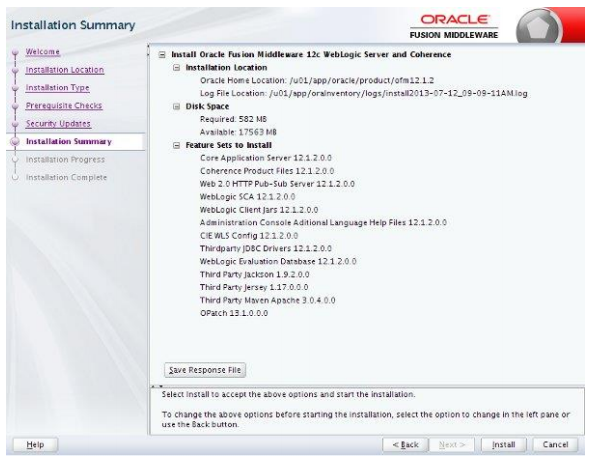 Installation Summary
ORACLE
FUSION MIDDLEWARE
Welcome
Installation Location
Installation Type
Prerequisite Checks
Security Updates
Installation Summary
Installation Progress
Installation Complete
Install Oracle Fusion Middleware 12c WebLogic Server and Coherence
Installation Location
Oracle Home Location: /u01/app/oracle/product/ofm12.1.2
Log File Location: /u01/app/oraInventory/logs/install2013-07-12_09-09-11AM.log
Disk Space
Required: 582 MB
Available: 17563 MB
Feature Sets to Install
Core Application Server 12.1.2.0.0
Coherence Product Files 12.1.2.0.0
Web 2.0 HTTP Pub-Sub Server 12.1.2.0.0
WebLogic SCA 12.1.2.0.0
WebLogic Client Jars 12.1.2.0.0
Administration Console Aditional Language Help Files 12.1.2.0.0
CIE WLS Config 12.1.2.0.0
Thirdparty JDBC Drivers 12.1.2.0.0
WebLogic Evaluation Database 12.1.2.0.0
Third Party Jackson 1.9.2.0.0
Third Party Jersey 1.17.0.0.0
Third Party Maven Apache 3.0.4.0.0
OPatch 13.1.0.0.0
Save Response File
Select Install to accept the above options and start the installation.
To change the above options before starting the installation, select the option to change in the left pane or
use the Back button.
Help
< Back
Next >
Install
Cancel